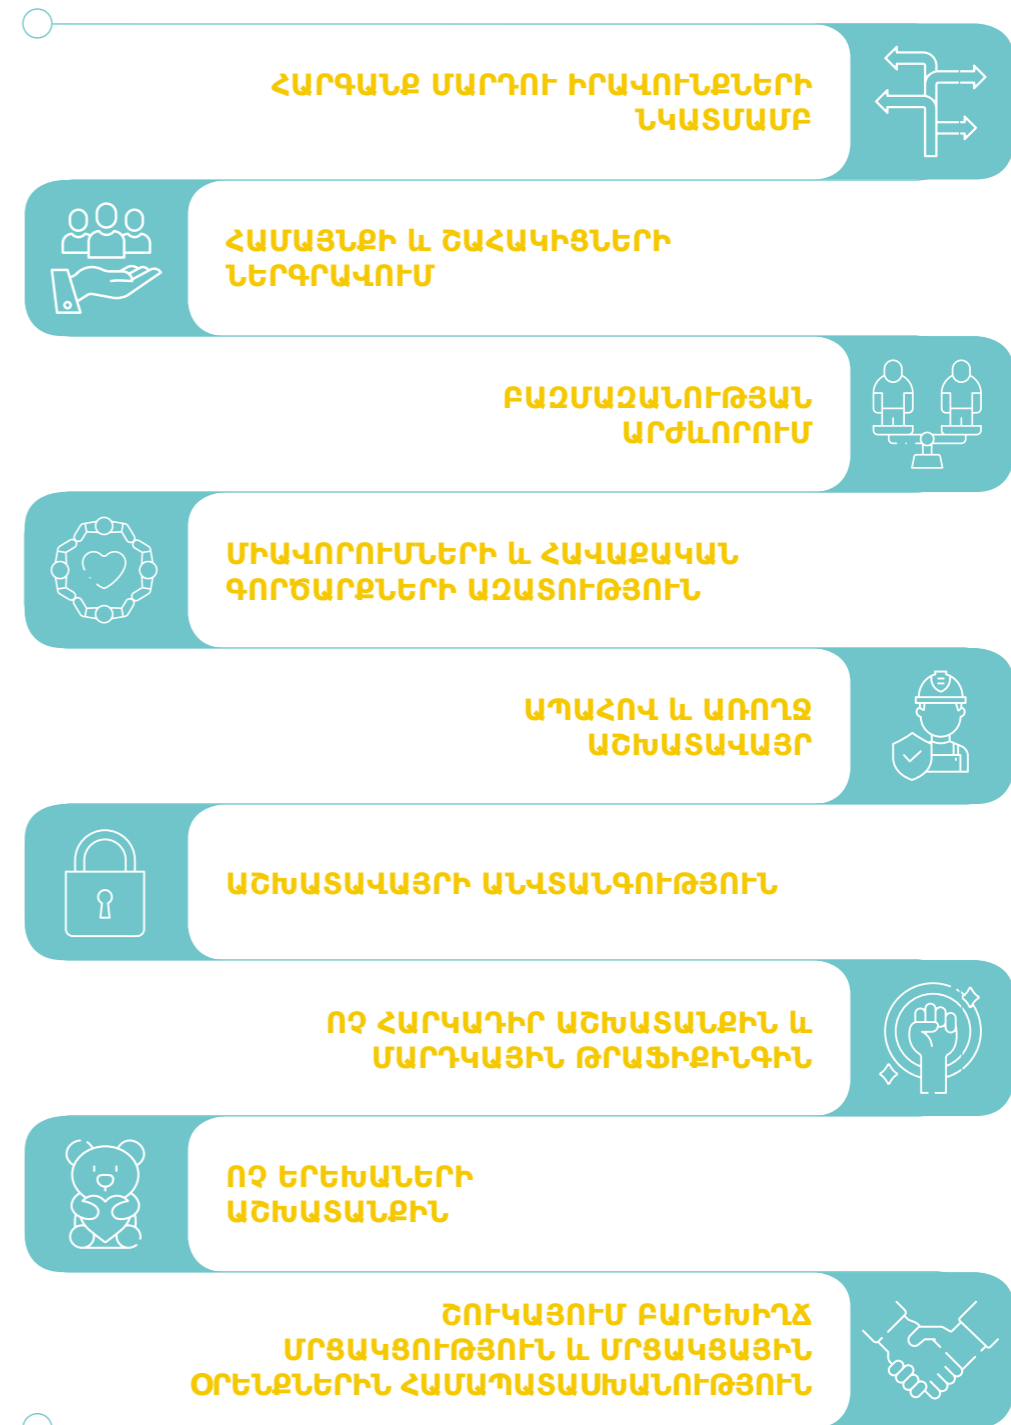 ՀԱՐԳԱՆՔ ՄԱՐԴՈՒ ԻՐԱՎՈՒՆՔՆԵՐԻ
ՆԿԱՏՄԱՄԲ
ՀԱՄԱՅՆՔԻ և ՇԱՀԱԿԻՑՆԵՐԻ
ՆԵՐԳՐԱՎՈՒՄ
ԲԱԶՄԱԶԱՆՈՒԹՅԱՆ
ԱՐԺևՈՐՈՒՄ
ՄԻԱՎՈՐՈՒՄՆԵՐԻ և ՀԱՎԱՔԱԿԱՆ
ԳՈՐԾԱՐՔՆԵՐԻ ԱԶԱՏՈՒԹՅՈՒՆ
ԱՊԱՀՈՎ և ԱՌՈՂՋ
ԱՇԽԱՏԱՎԱՅՐ
ԱՇԽԱՏԱՎԱՅՐԻ ԱՆՎՏԱՆԳՈՒԹՅՈՒՆ
ՈՉ ՀԱՐԿԱԴԻՐ ԱՇԽԱՏԱՆՔԻՆ և
ՄԱՐԴԿԱՅԻՆ ԹՐԱՖԻՔԻՆԳԻՆ
ՈՉ ԵՐԵԽԱՆԵՐԻ
ԱՇԽԱՏԱՆՔԻՆ
ՇՈՒԿԱՅՈՒՄ ԲԱՐԵԽԻՂՃ
ՄՐՑԱԿՑՈՒԹՅՈՒՆ և ՄՐՑԱԿՑԱՅԻՆ
ՕՐԵՆՔՆԵՐԻՆ ՀԱՄԱՊԱՏԱՍԽԱՆՈՒԹՅՈՒՆ